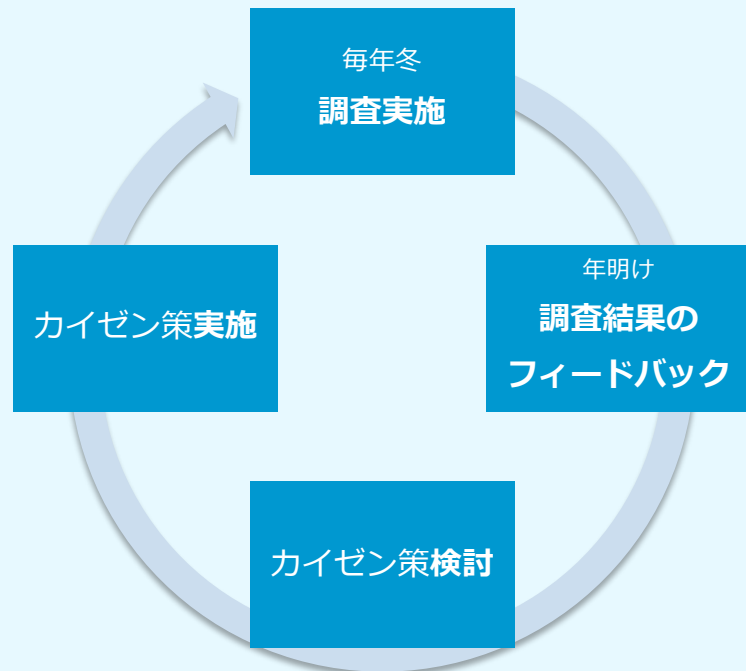 毎年冬
調査実施
年明け
調査結果の
フィードバック
カイゼン策検討
カイゼン策実施